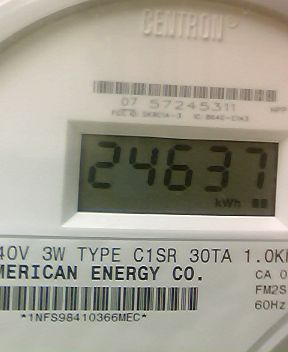 CENTRON
07 57245311
24637
kWh
40V 3W TYPE C1SR 30TA 1.0K
MERICAN ENERGY CO.
CA 0
FM2S
60Hz
*1NFS98410366MEC*